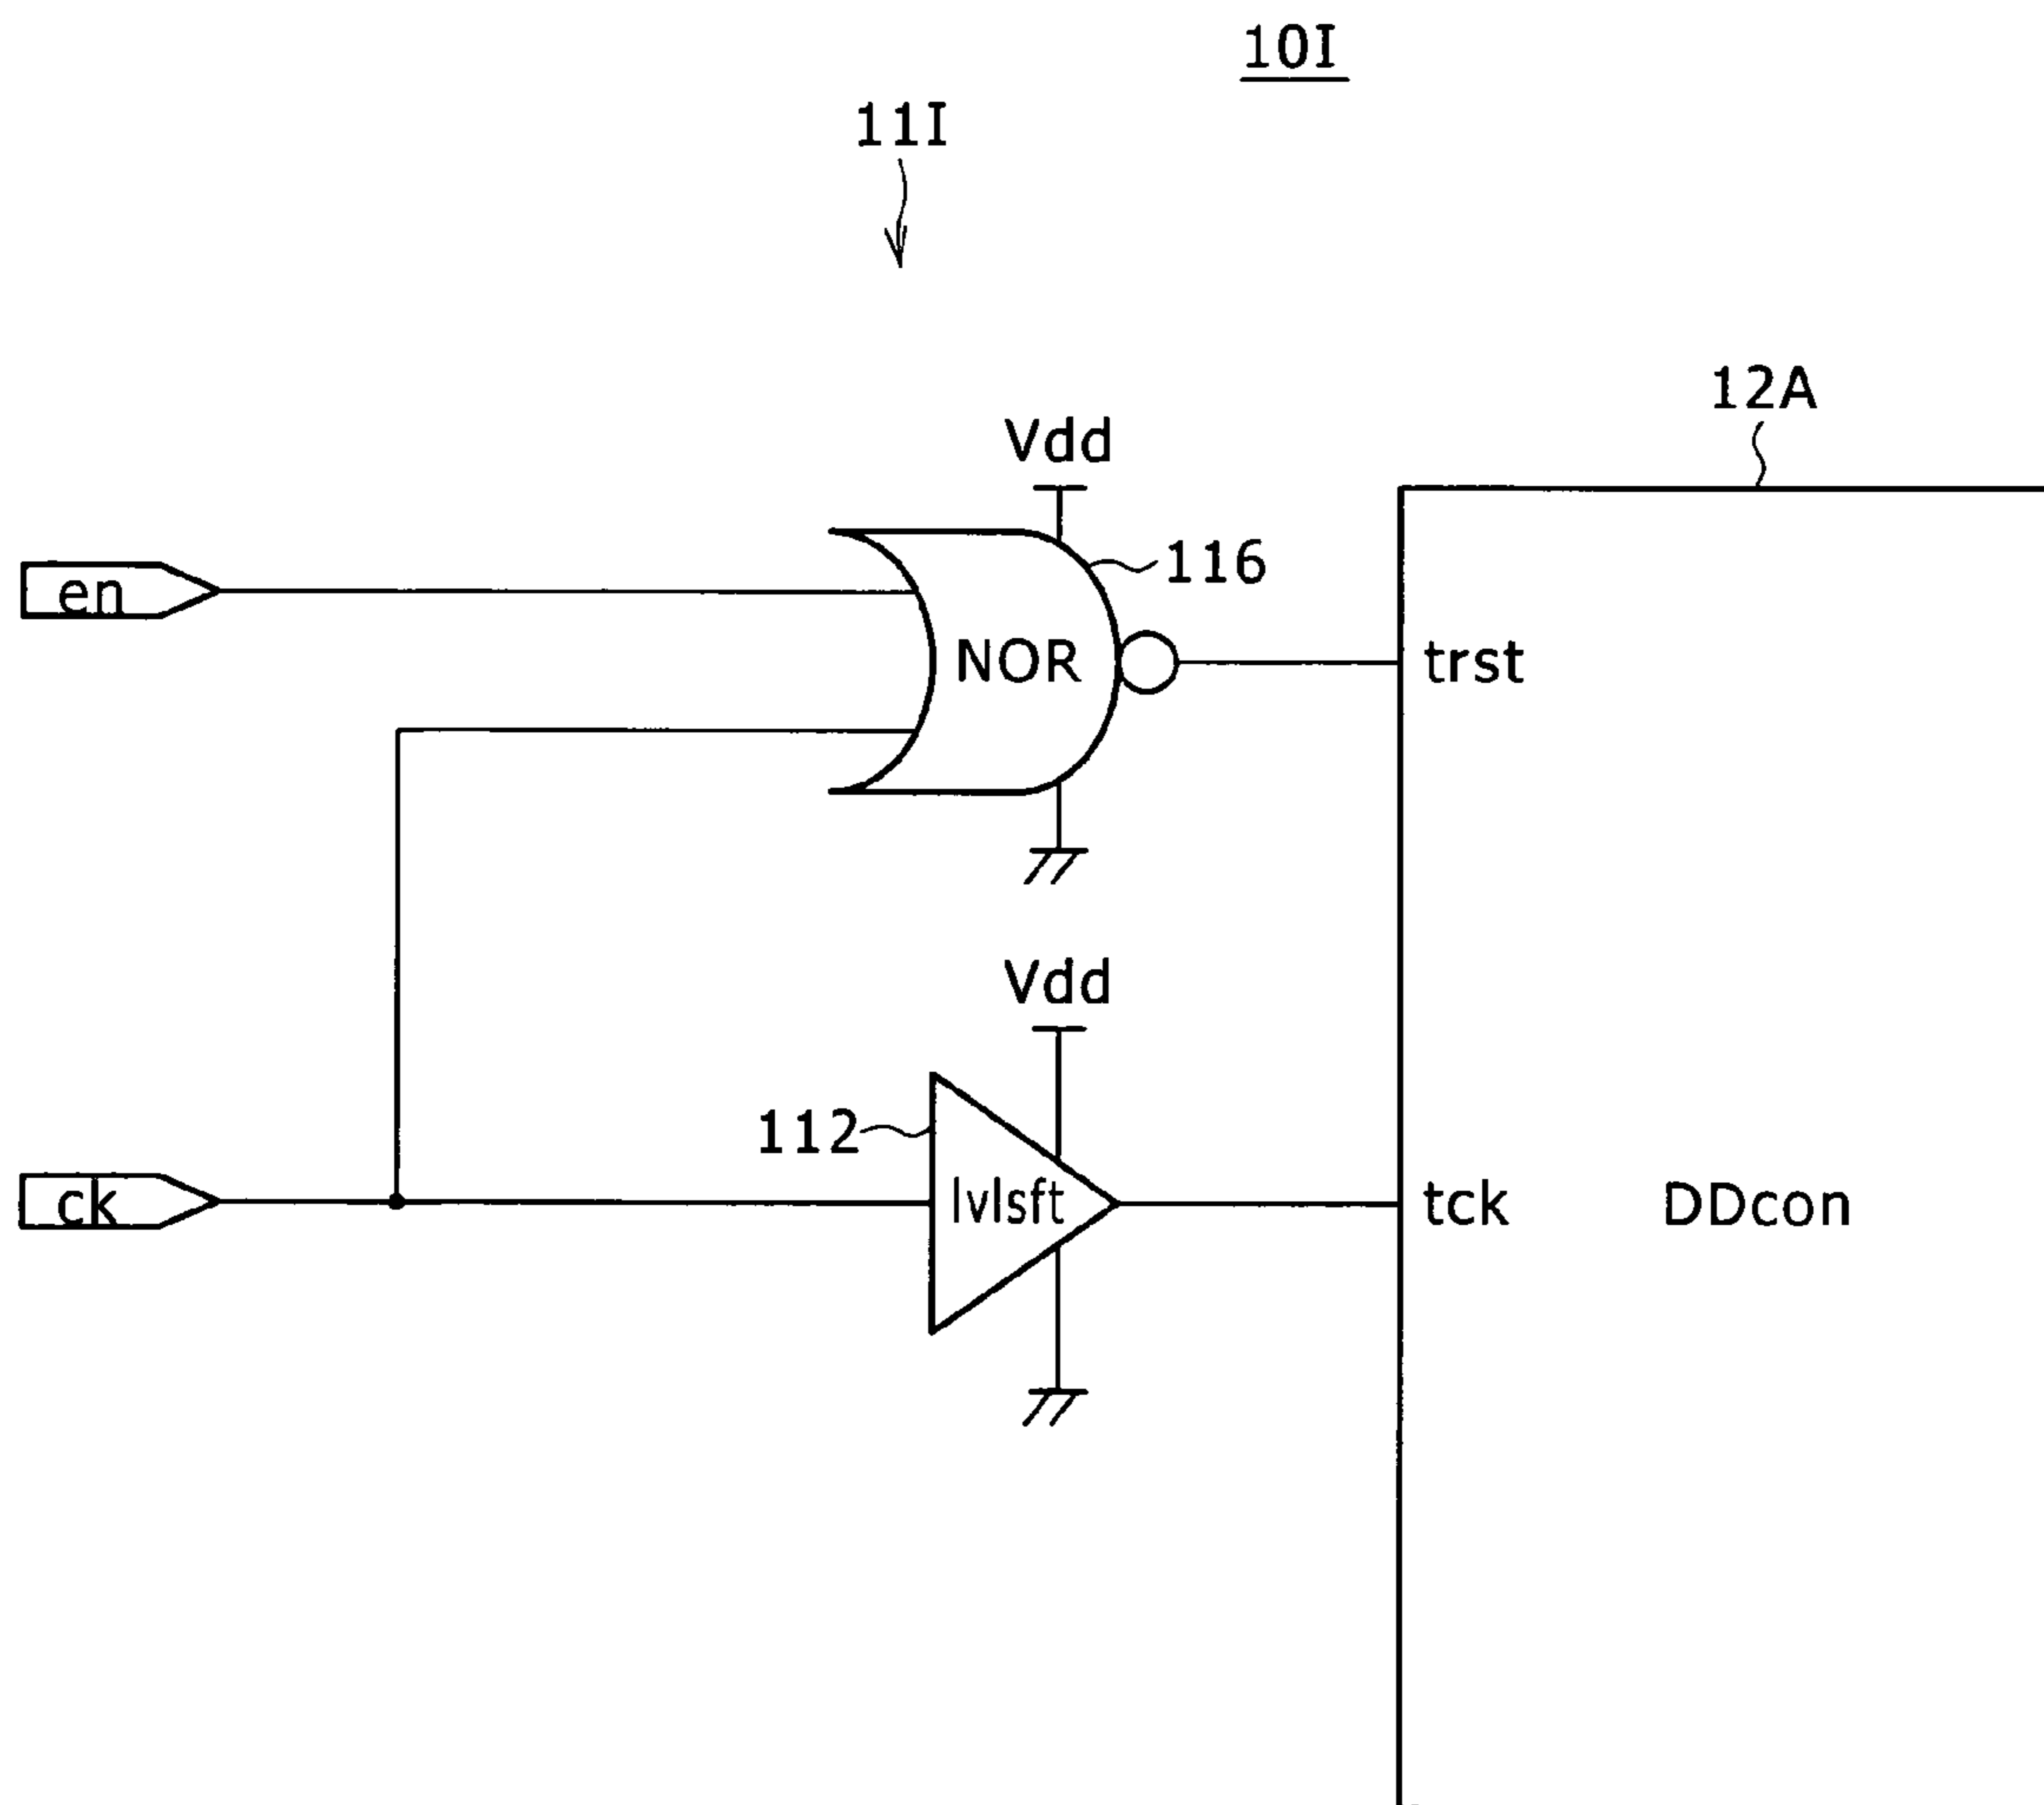 10I
11I
12A
Vdd
116
en
NOR
trst
Vdd
112
ck
lvlsft
tck
DDcon